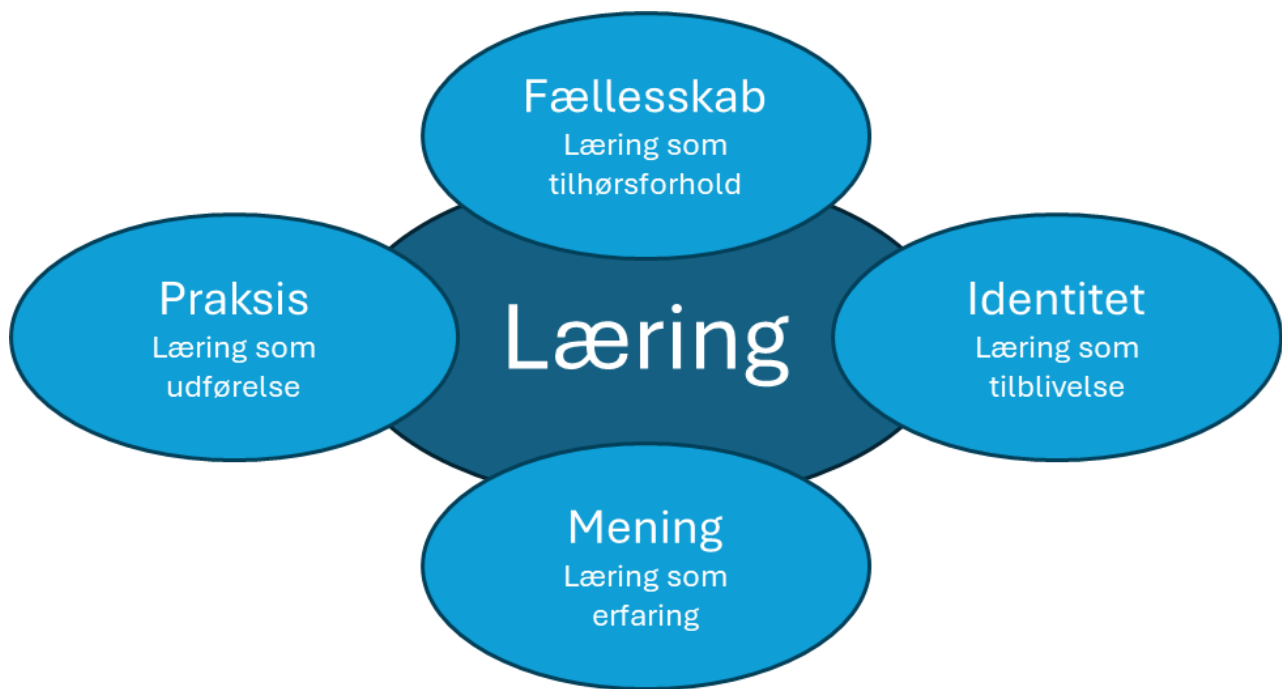 Fællesskab
Læring som
tilhørsforhold
Praksis
Læring som
udførelse
Læring
Identitet
Læring som
tilblivelse
Mening
Læring som
erfaring